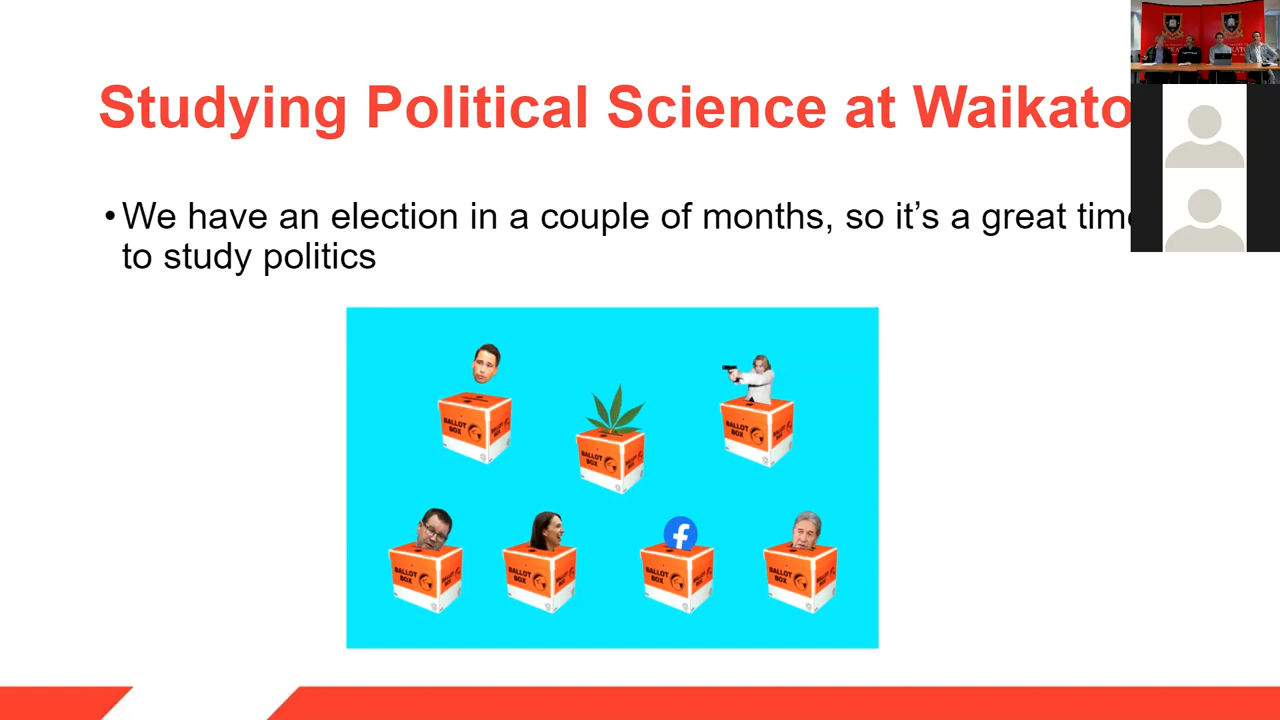 Studying Political Science at Waikato
• We have an election in a couple of months, so it's a great time
to study politics
BALLOT
BOX
BALLOT
BOX
BALLOT
BOX
BALLOT
BOX
BALLOT
BOX
BALLOT
BOX
BALLOT
BOX